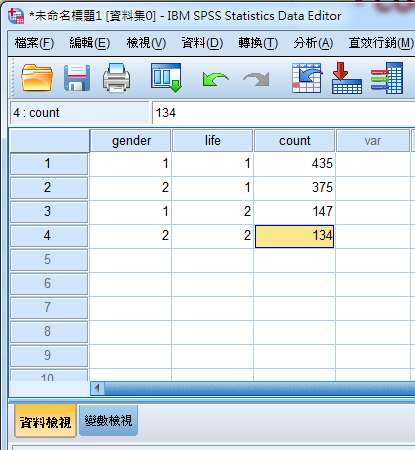 *未命名標題1 [資料集0] - IBM SPSS Statistics Data Editor
檔案(F) 編輯(E) 檢視(V) 資料(D) 轉換(T) 分析(A) 直效行銷(M)
4 : count 134
gender life count var
1 1 1 435
2 2 1 375
3 1 2 147
4 2 2 134
5
6
7
8
9
10
資料檢視 變數檢視